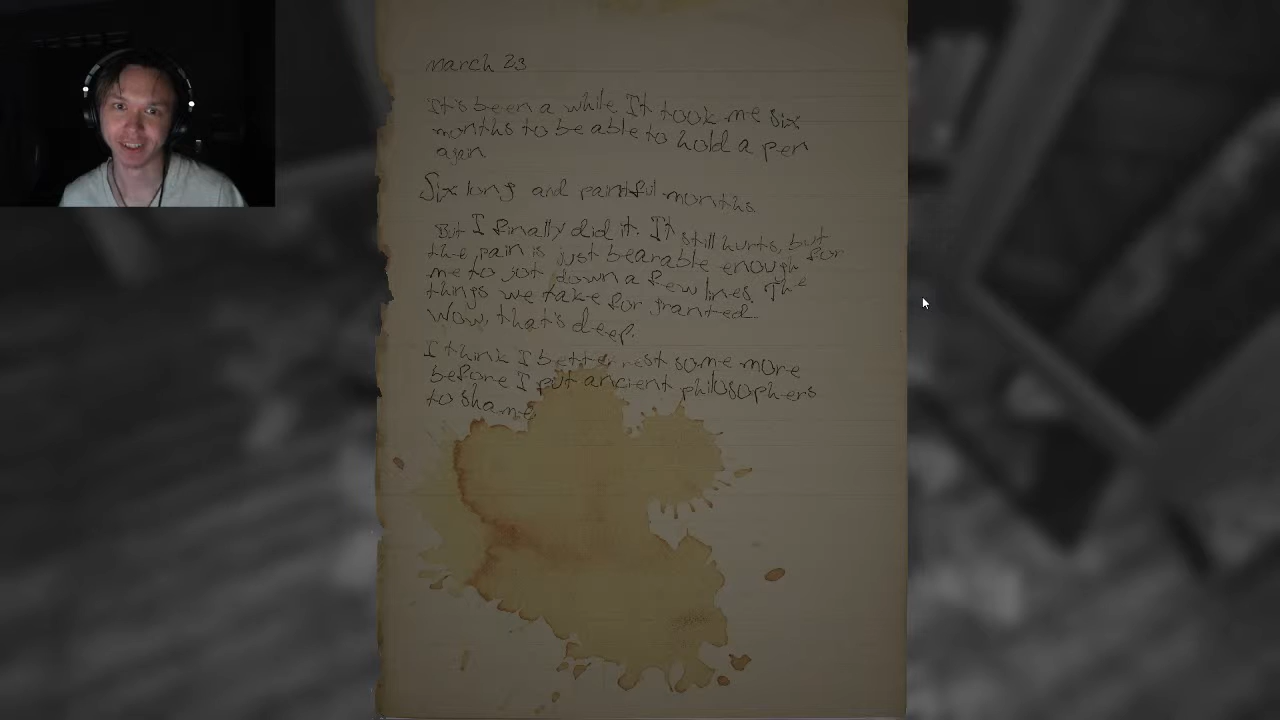 march 23
It's been a while. It took me six
months to be able to hold a pen
again.
Six long and painful months.
But I finally did it. It still hurts, but
the pain is just bearable enough for
me to jot down a few lines. The
things we take for granted.
Wow, that's deep.
I think I better rest some more
before I put ancient philosophers
to shame.